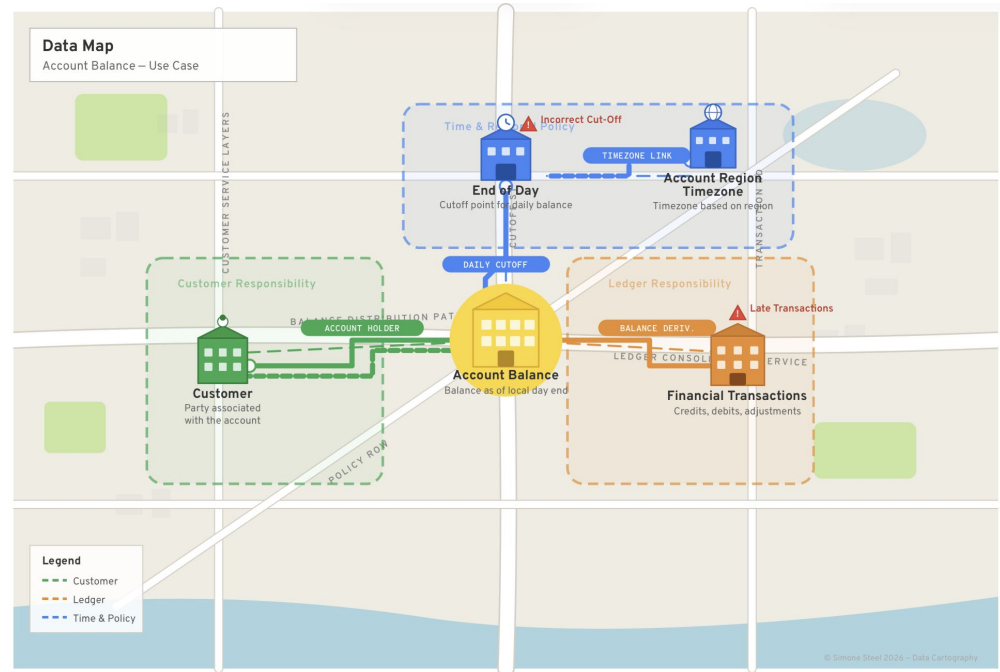 Data Map
Account Balance – Use Case
CUSTOMER SERVICE LAYERS
Time & R Policy
Incorrect Cut-Off
TIMEZONE LINK
End of Day
Cutoff point for daily balance
Account Region
Timezone
Timezone based on region
TRANSACTION
CUTOFF
DAILY CUTOFF
Customer Responsibility
Ledger Responsibility
Late Transactions
BALANCE DISTRIBUTION PAT
ACCOUNT HOLDER
BALANCE DERIV.
LEDGER CONSOL ERVICE
Customer
Party associated
with the account
Account Balance
Balance as of local day end
Financial Transactions
Credits, debits, adjustments
POLICY ROW
Legend
Customer
Ledger
Time & Policy
© Simone Steel 2026 – Data Cartography